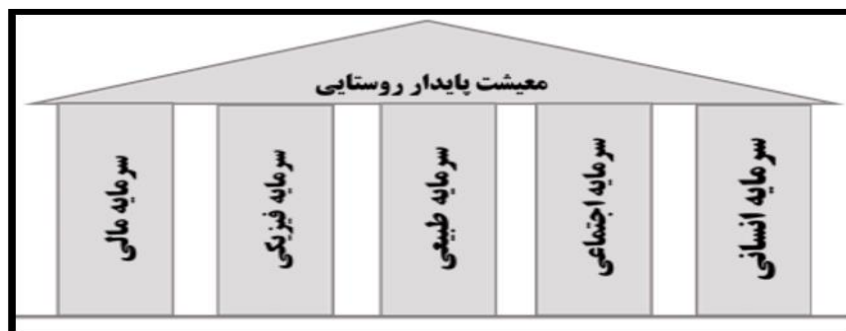 معیشت پایدار روستایی
سرمایه انسانی
سرمایه اجتماعی
سرمایه طبیعی
سرمایه فیزیکی
سرمایه مالی